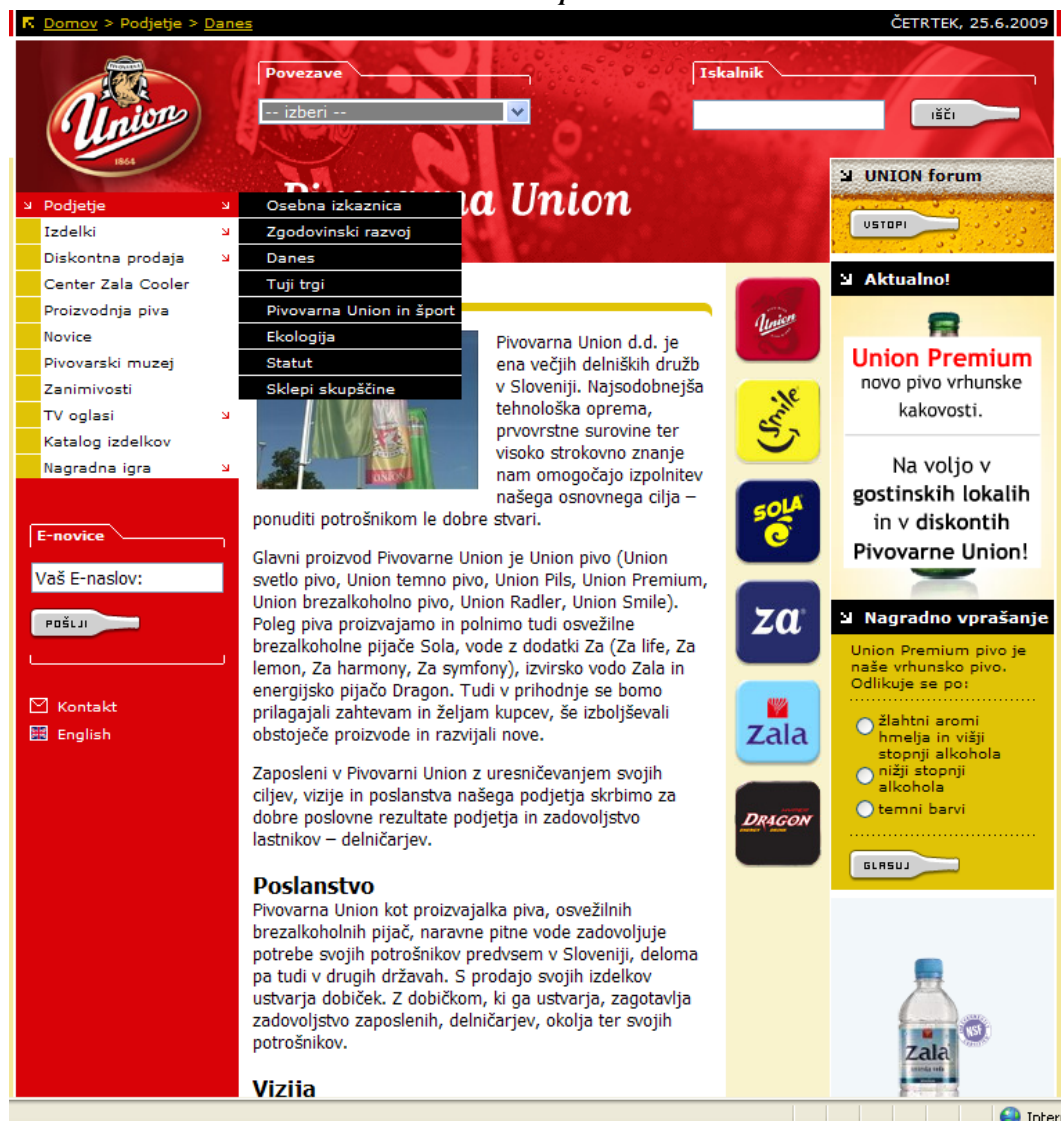 Domov > Podjetje > Danes
ČETRTEK, 25.6.2009
PIVOVARNA
Union
1864
Povezave
-- izberi --
Iskalnik
IŠČI
Union
Podjetje
Izdelki
Diskontna prodaja
Center Zala Cooler
Proizvodnja piva
Novice
Pivovarski muzej
Zanimivosti
TV oglasi
Katalog izdelkov
Nagradna igra
Osebna izkaznica
Zgodovinski razvoj
Danes
Tuji trgi
Pivovarna Union in šport
Ekologija
Statut
Sklepi skupščine
E-novice
Vaš E-naslov:
POŠLJI
Kontakt
English
UNION
Pivovarna Union d.d. je
ena večjih delniških družb
v Sloveniji. Najsodobnejša
tehnološka oprema,
prvovrstne surovine ter
visoko strokovno znanje
nam omogočajo izpolnitev
našega osnovnega cilja –
ponuditi potrošnikom le dobre stvari.
Glavni proizvod Pivovarne Union je Union pivo (Union
svetlo pivo, Union temno pivo, Union Pils, Union Premium,
Union brezalkoholno pivo, Union Radler, Union Smile).
Poleg piva proizvajamo in polnimo tudi osvežilne
brezalkoholne pijače Sola, vode z dodatki Za (Za life, Za
lemon, Za harmony, Za symfony), izvirsko vodo Zala in
energijsko pijačo Dragon. Tudi v prihodnje se bomo
prilagajali zahtevam in željam kupcev, še izboljševali
obstoječe proizvode in razvijali nove.
Zaposleni v Pivovarni Union z uresničevanjem svojih
ciljev, vizije in poslanstva našega podjetja skrbimo za
dobre poslovne rezultate podjetja in zadovoljstvo
lastnikov – delničarjev.
Poslanstvo
Pivovarna Union kot proizvajalka piva, osvežilnih
brezalkoholnih pijač, naravne pitne vode zadovoljuje
potrebe svojih potrošnikov predvsem v Sloveniji, deloma
pa tudi v drugih državah. S prodajo svojih izdelkov
ustvarja dobiček. Z dobičkom, ki ga ustvarja, zagotavlja
zadovoljstvo zaposlenih, delničarjev, okolja ter svojih
potrošnikov.
Vizija
Union
Smile
SOLA
za
Zala
DRAGON
ENERGY DRINK
UNION forum
VSTOPI
Aktualno!
Union Premium
novo pivo vrhunske
kakovosti.
Na voljo v
gostinskih lokalih
in v diskontih
Pivovarne Union!
Nagradno vprašanje
Union Premium pivo je
naše vrhunsko pivo.
Odlikuje se po:
žlahtni aromi
hmelja in višji
stopnji alkohola
nižji stopnji
alkohola
temni barvi
GLASUJ
NSF
Zala